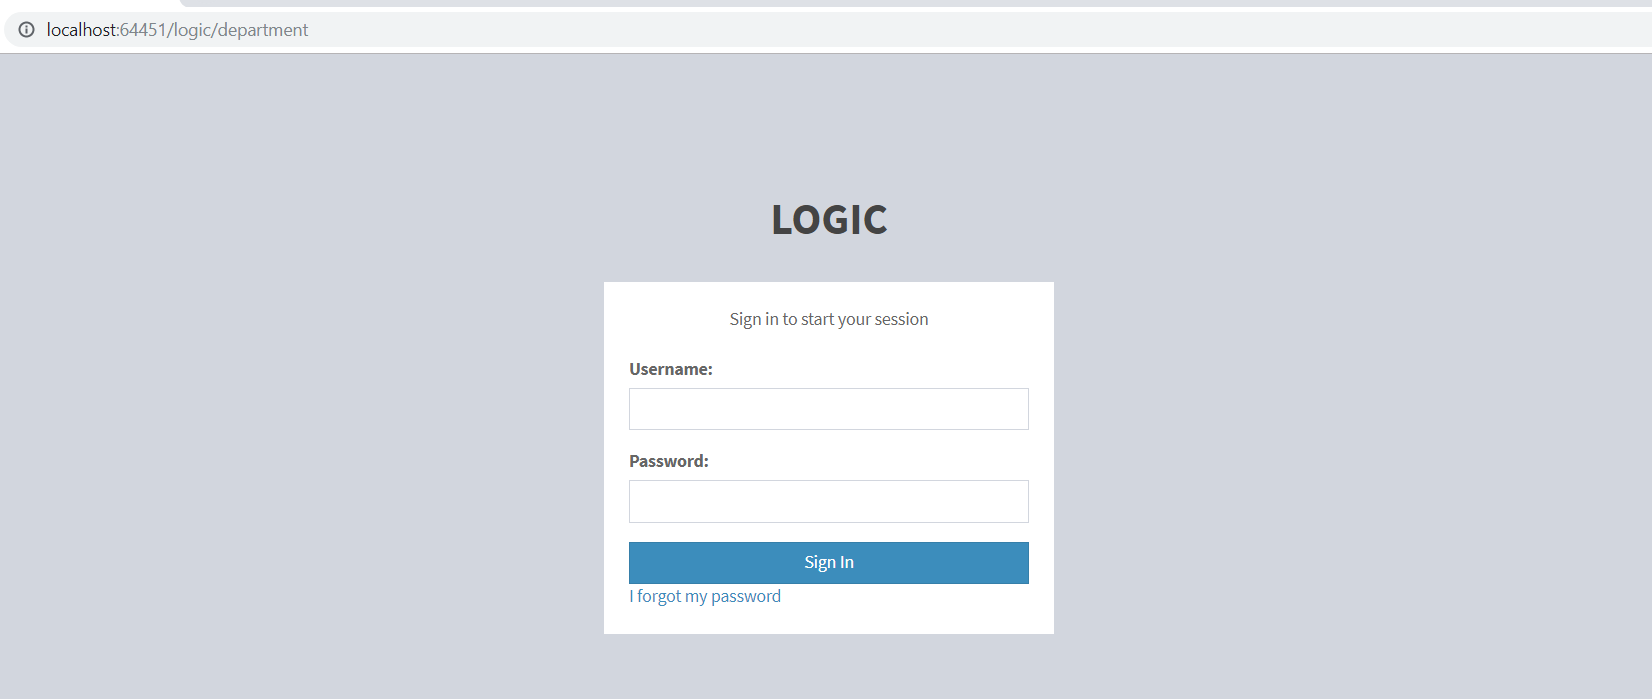 localhost:64451/logic/department
LOGIC
Sign in to start your session
Username:
Password:
Sign In
I forgot my password